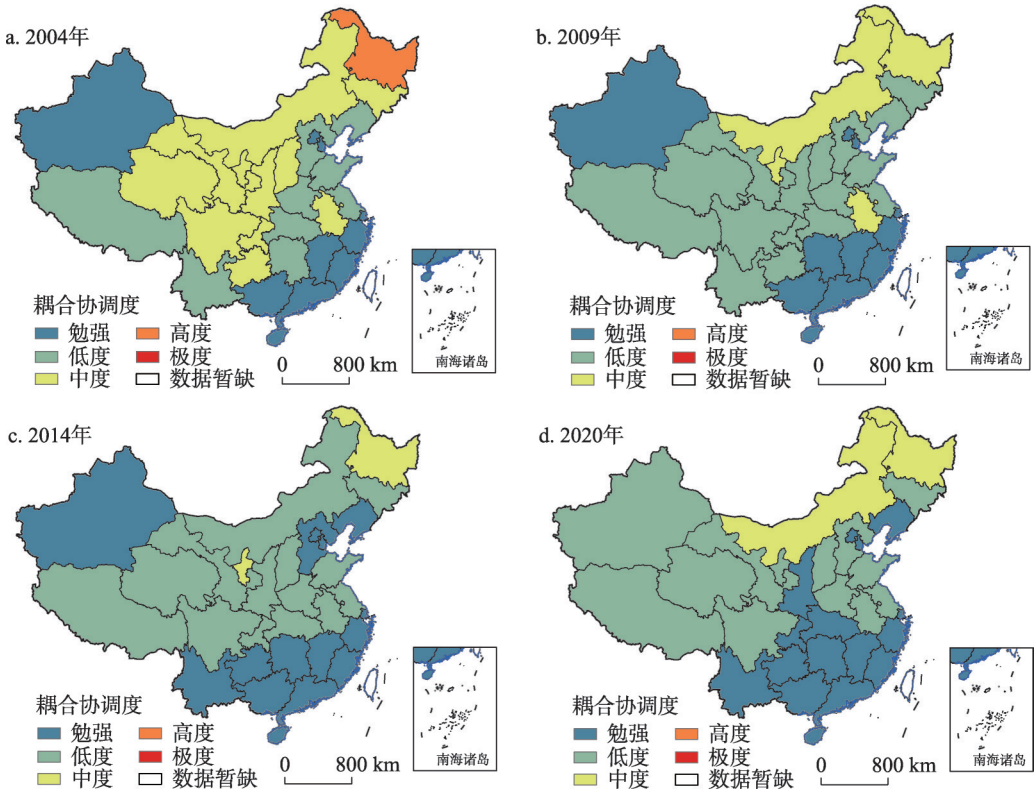 a. 2004年
耦合协调度
勉强
高度
低度
极度
中度
数据暂缺
0 800 km
南海诸岛
b. 2009年
耦合协调度
勉强
高度
低度
极度
中度
数据暂缺
0 800 km
南海诸岛
c. 2014年
耦合协调度
勉强
高度
低度
极度
中度
数据暂缺
0 800 km
南海诸岛
d. 2020年
耦合协调度
勉强
高度
低度
极度
中度
数据暂缺
0 800 km
南海诸岛